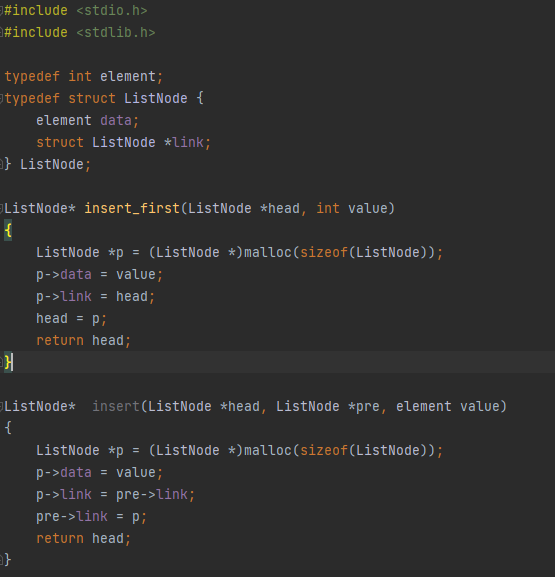 #include <stdio.h>
#include <stdlib.h>

typedef int element;
typedef struct ListNode {
    element data;
    struct ListNode *link;
} ListNode;

ListNode* insert_first(ListNode *head, int value)
{
    ListNode *p = (ListNode *)malloc(sizeof(ListNode));
    p->data = value;
    p->link = head;
    head = p;
    return head;
}

ListNode*  insert(ListNode *head, ListNode *pre, element value)
{
    ListNode *p = (ListNode *)malloc(sizeof(ListNode));
    p->data = value;
    p->link = pre->link;
    pre->link = p;
    return head;
}